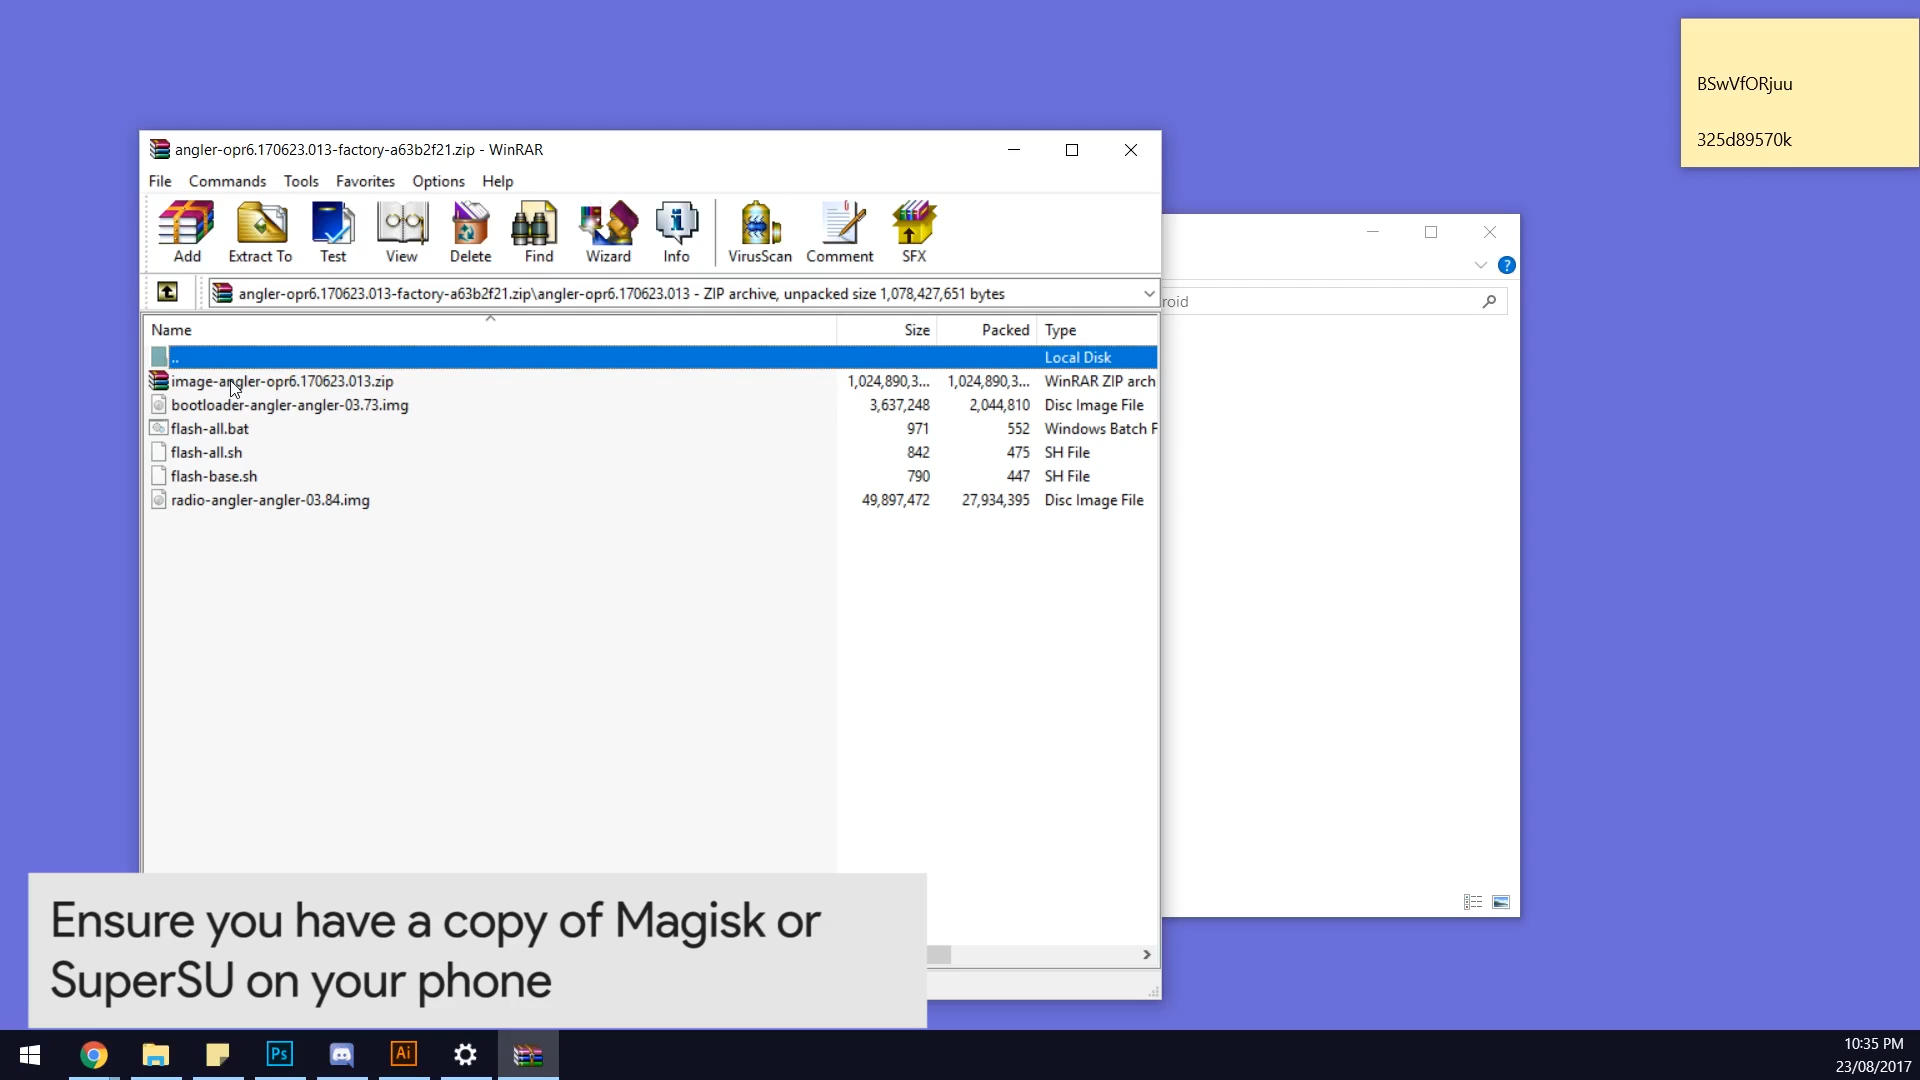 BSwVfORjuu
325d89570k
angler-opr6.170623.013-factory-a63b2f21.zip - WinRAR
File Commands Tools Favorites Options Help
Add Extract To Test View Delete Find Wizard Info VirusScan Comment SFX
angler-opr6.170623.013-factory-a63b2f21.zip\angler-opr6.170623.013 - ZIP archive, unpacked size 1,078,427,651 bytes
roid
Name Size Packed Type
.. Local Disk
image-angler-opr6.170623.013.zip 1,024,890,3... 1,024,890,3... WinRAR ZIP arch
bootloader-angler-angler-03.73.img 3,637,248 2,044,810 Disc Image File
flash-all.bat 971 552 Windows Batch F
flash-all.sh 842 475 SH File
flash-base.sh 790 447 SH File
radio-angler-angler-03.84.img 49,897,472 27,934,395 Disc Image File
Ensure you have a copy of Magisk or
SuperSU on your phone
Ps Ai
10:35 PM
23/08/2017